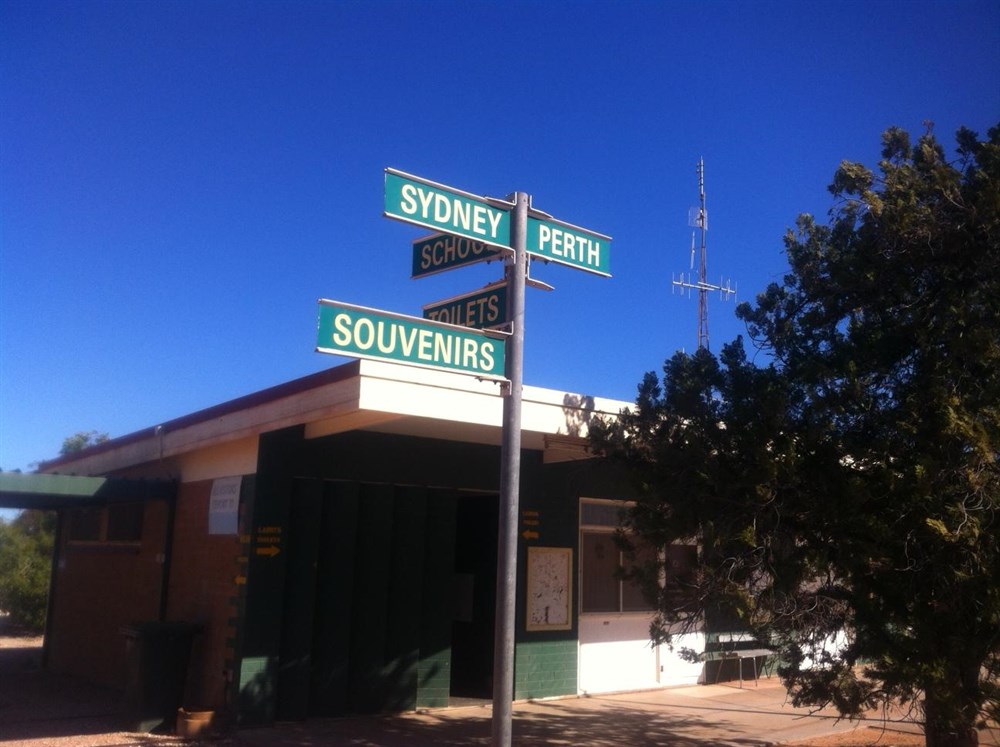 SYDNEY
PERTH
SCHOOL
TOILETS
SOUVENIRS